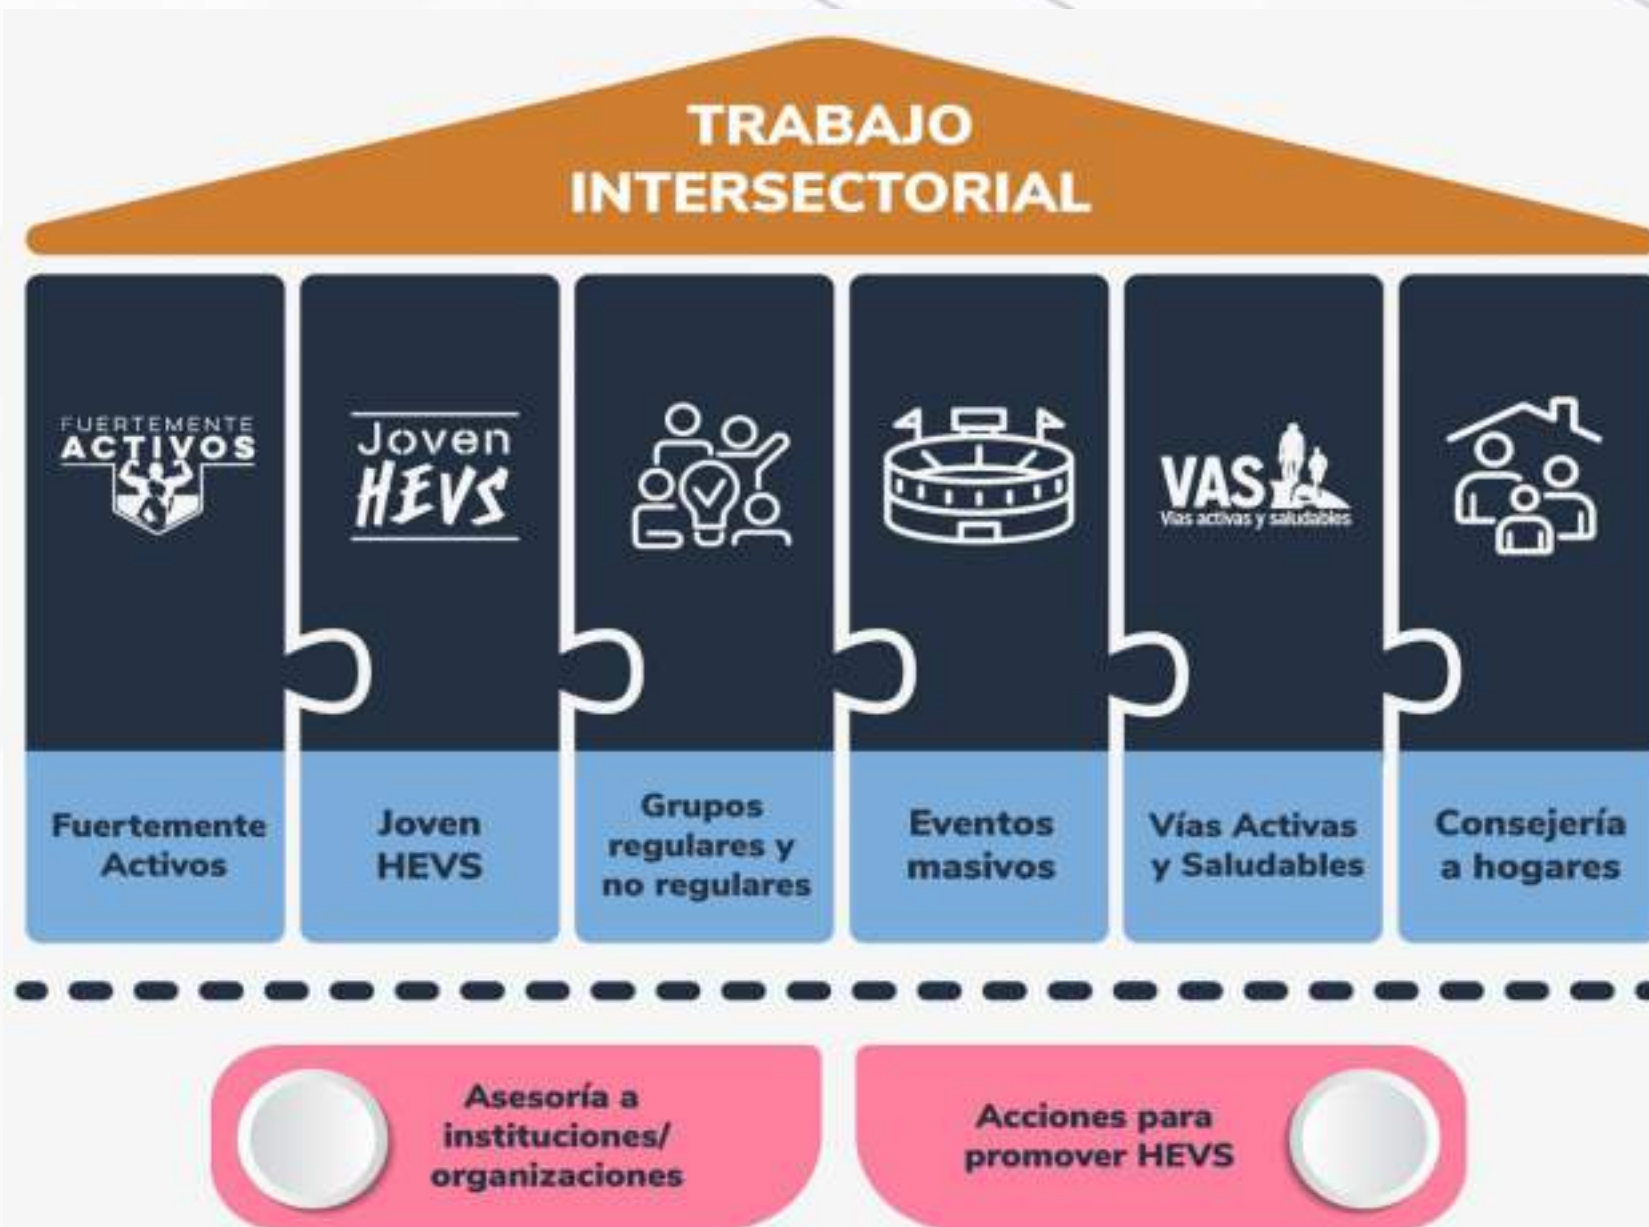 TRABAJO
INTERSECTORIAL
FUERTEMENTE
ACTIVOS
Joven
HEVS
VAS
Vías activas y saludables
Fuertemente
Activos
Joven
HEVS
Grupos
regulares y
no regulares
Eventos
masivos
Vías Activas
y Saludables
Consejería
a hogares
Asesoría a
instituciones/
organizaciones
Acciones para
promover HEVS